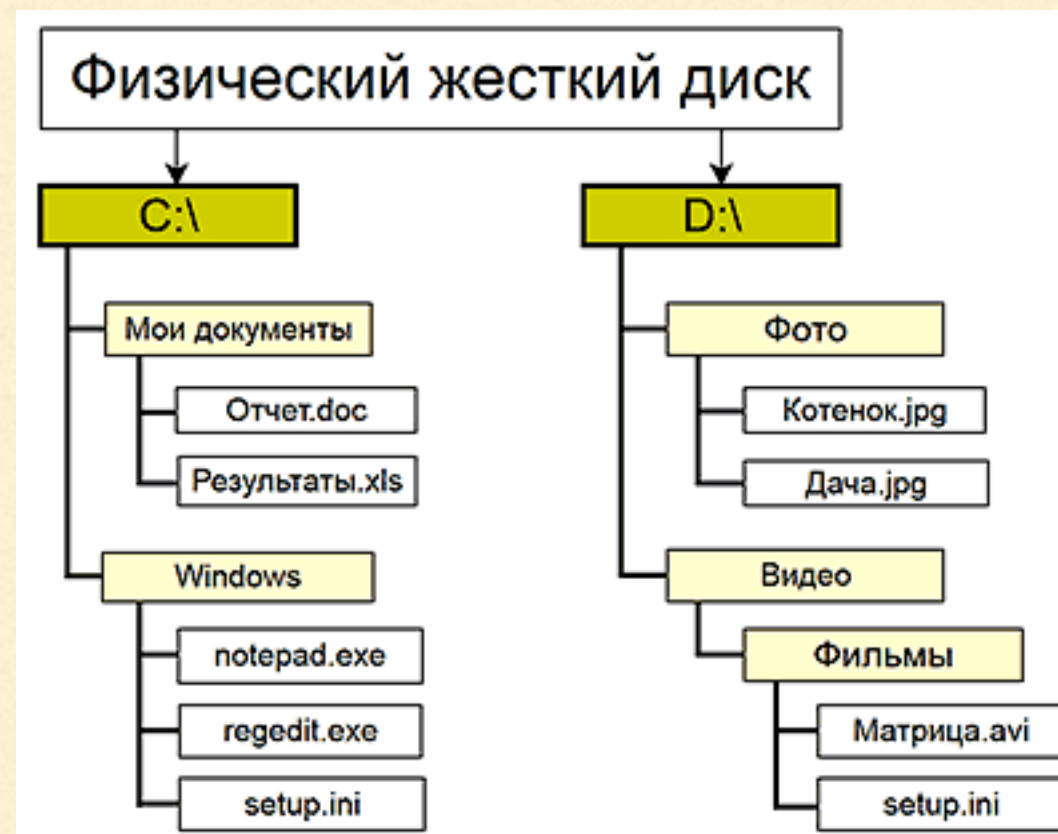 Физический жесткий диск
C:\
Мои документы
Отчет.doc
Результаты.xls
Windows
notepad.exe
regedit.exe
setup.ini
D:\
Фото
Котенок.jpg
Дача.jpg
Видео
Фильмы
Матрица.avi
setup.ini